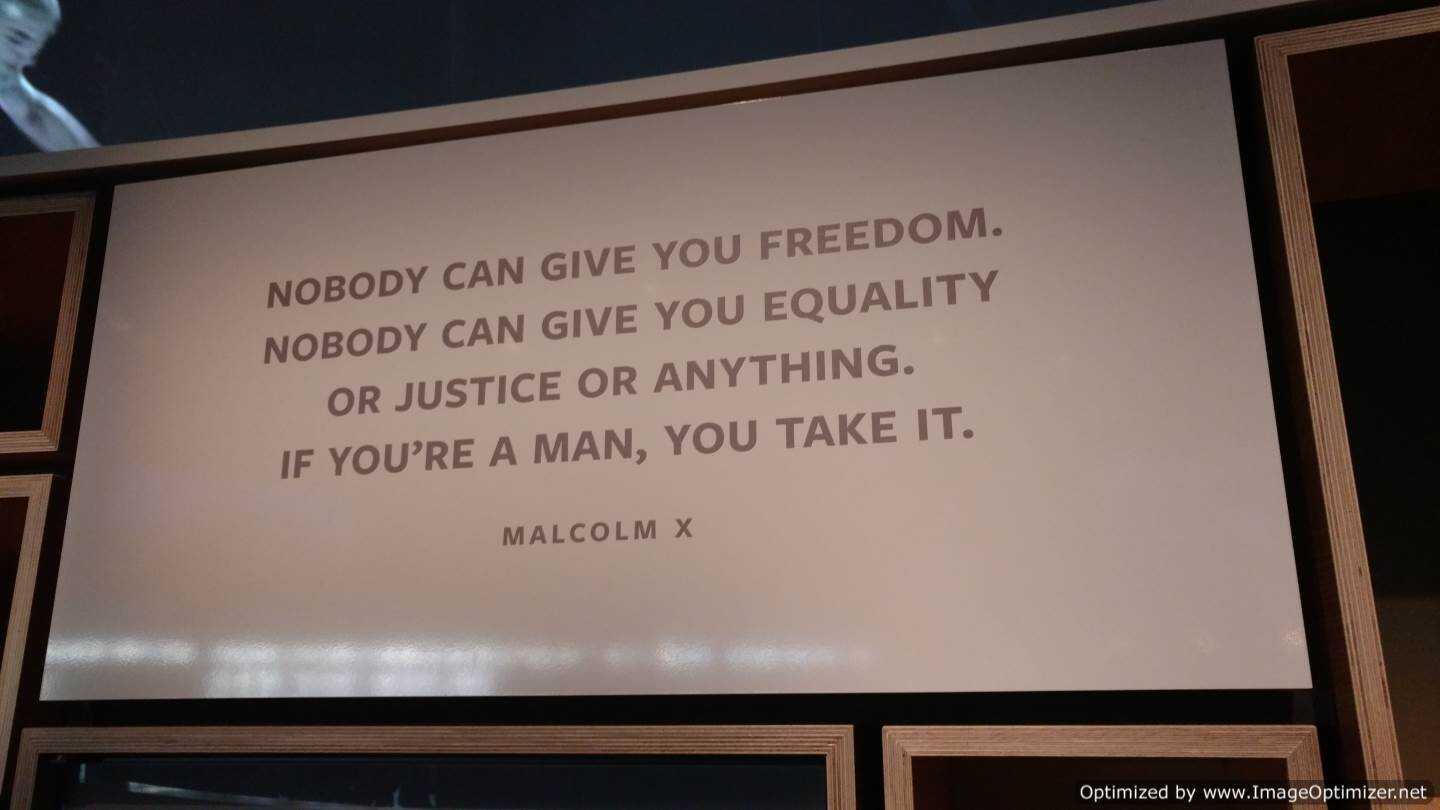 NOBODY CAN GIVE YOU FREEDOM.
NOBODY CAN GIVE YOU EQUALITY
OR JUSTICE OR ANYTHING.
IF YOU’RE A MAN, YOU TAKE IT.
MALCOLM X
Optimized by www.ImageOptimizer.net